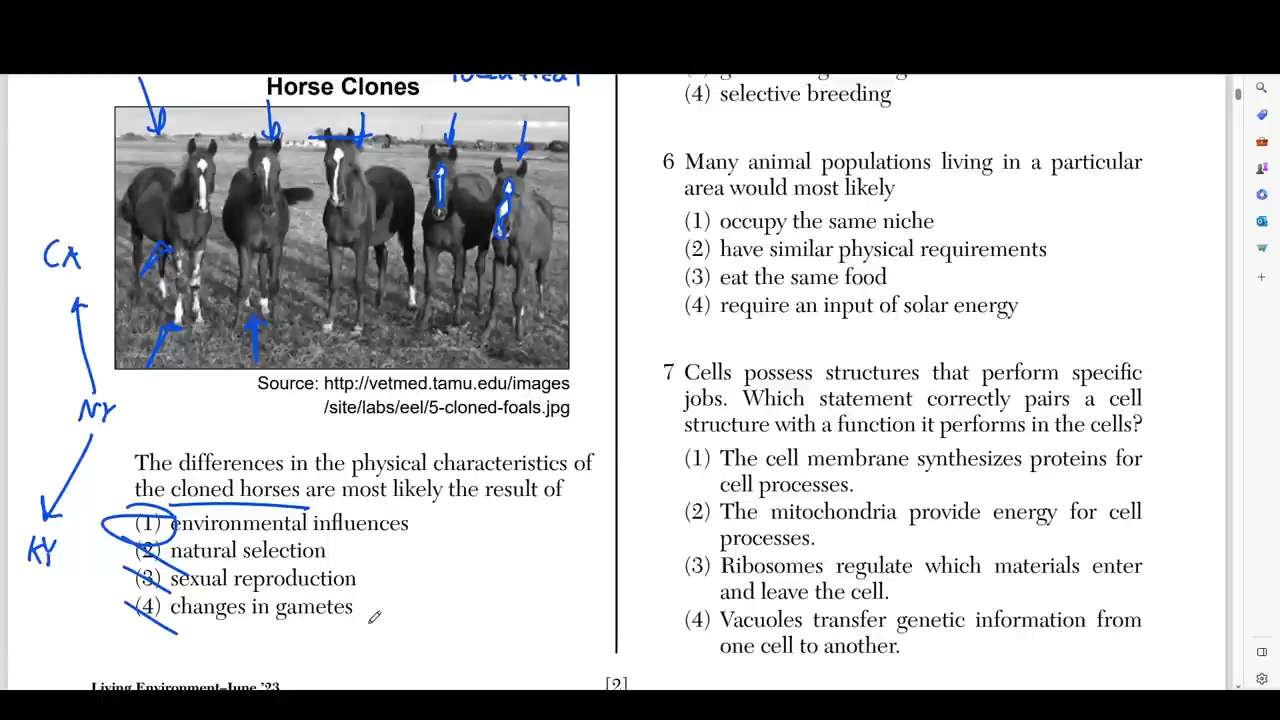 Horse Clones
CA
NY
KY
Source: http://vetmed.tamu.edu/images
/site/labs/eel/5-cloned-foals.jpg
The differences in the physical characteristics of
the cloned horses are most likely the result of
(1) environmental influences
(2) natural selection
(3) sexual reproduction
(4) changes in gametes
Living Environment–June '23
[2]
(4) selective breeding
6 Many animal populations living in a particular
area would most likely
(1) occupy the same niche
(2) have similar physical requirements
(3) eat the same food
(4) require an input of solar energy
7 Cells possess structures that perform specific
jobs. Which statement correctly pairs a cell
structure with a function it performs in the cells?
(1) The cell membrane synthesizes proteins for
cell processes.
(2) The mitochondria provide energy for cell
processes.
(3) Ribosomes regulate which materials enter
and leave the cell.
(4) Vacuoles transfer genetic information from
one cell to another.